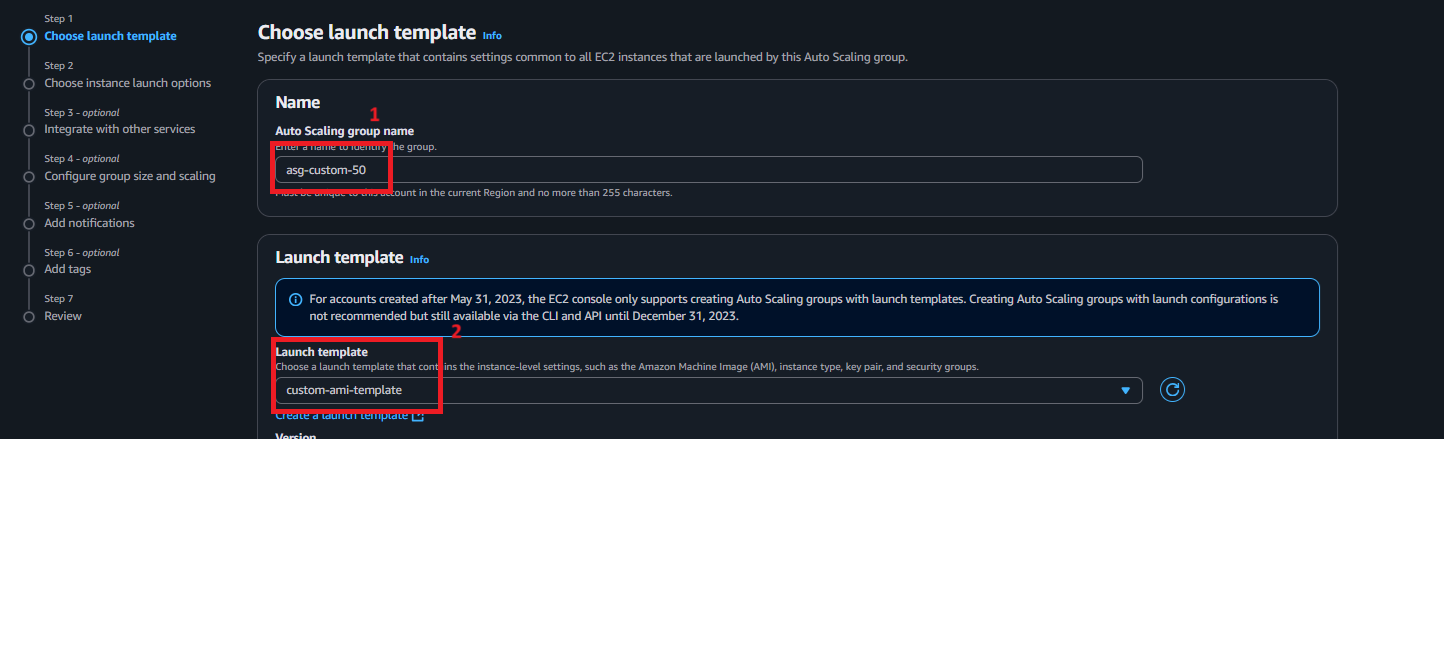 Step 1
Choose launch template
Step 2
Choose instance launch options
Step 3 - optional
Integrate with other services
Step 4 - optional
Configure group size and scaling
Step 5 - optional
Add notifications
Step 6 - optional
Add tags
Step 7
Review
Choose launch template Info
Specify a launch template that contains settings common to all EC2 instances that are launched by this Auto Scaling group.
Name
1
Auto Scaling group name
Enter a name to identify the group.
asg-custom-50
Must be unique to this account in the current Region and no more than 255 characters.
Launch template Info
For accounts created after May 31, 2023, the EC2 console only supports creating Auto Scaling groups with launch templates. Creating Auto Scaling groups with launch configurations is
not recommended but still available via the CLI and API until December 31, 2023.
2
Launch template
Choose a launch template that contains the instance-level settings, such as the Amazon Machine Image (AMI), instance type, key pair, and security groups.
custom-ami-template
Create a launch template
Version